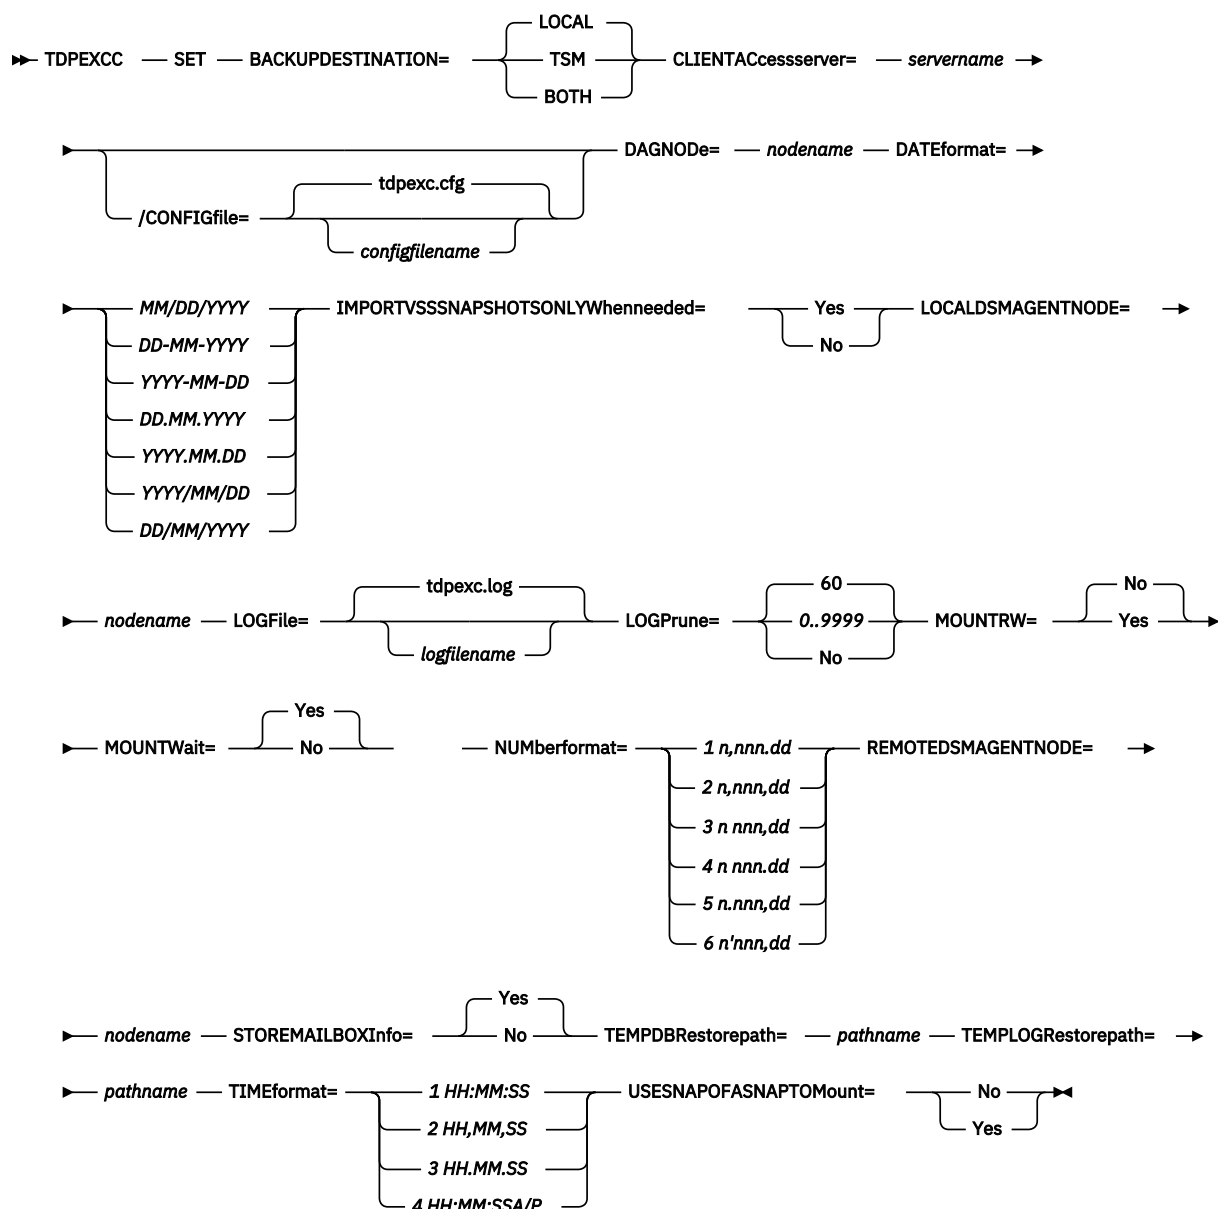 LOCAL
TDPEXCC SET BACKUPDESTINATION= TSM CLIENTACcessserver= servername
BOTH
DAGNODe= nodename DATEformat=
tdpexc.cfg
/CONFIGfile=
configfilename
MM/DD/YYYY IMPORTVSSSNAPSHOTSONLYWhenneeded= Yes LOCALDSMAGENTNODE=
DD-MM-YYYY No
YYYY-MM-DD
DD.MM.YYYY
YYYY.MM.DD
YYYY/MM/DD
DD/MM/YYYY
tdpexc.log 60 No
nodename LOGFile= LOGPrune= 0..9999 MOUNTRW= Yes
logfilename No
Yes
MOUNTWait= No NUMberformat= 1 n,nnn.dd REMOTEDSMAGENTNODE=
2 n,nnn,dd
3 n nnn,dd
4 n nnn.dd
5 n.nnn,dd
6 n'nnn,dd
Yes
nodename STOREMAILBOXInfo= No TEMPDBRestorepath= pathname TEMPLOGRestorepath=
pathname TIMEformat= 1 HH:MM:SS USESNAPOFASNAPTOMount= No
2 HH,MM,SS Yes
3 HH.MM.SS
4 HH:MM:SSA/P